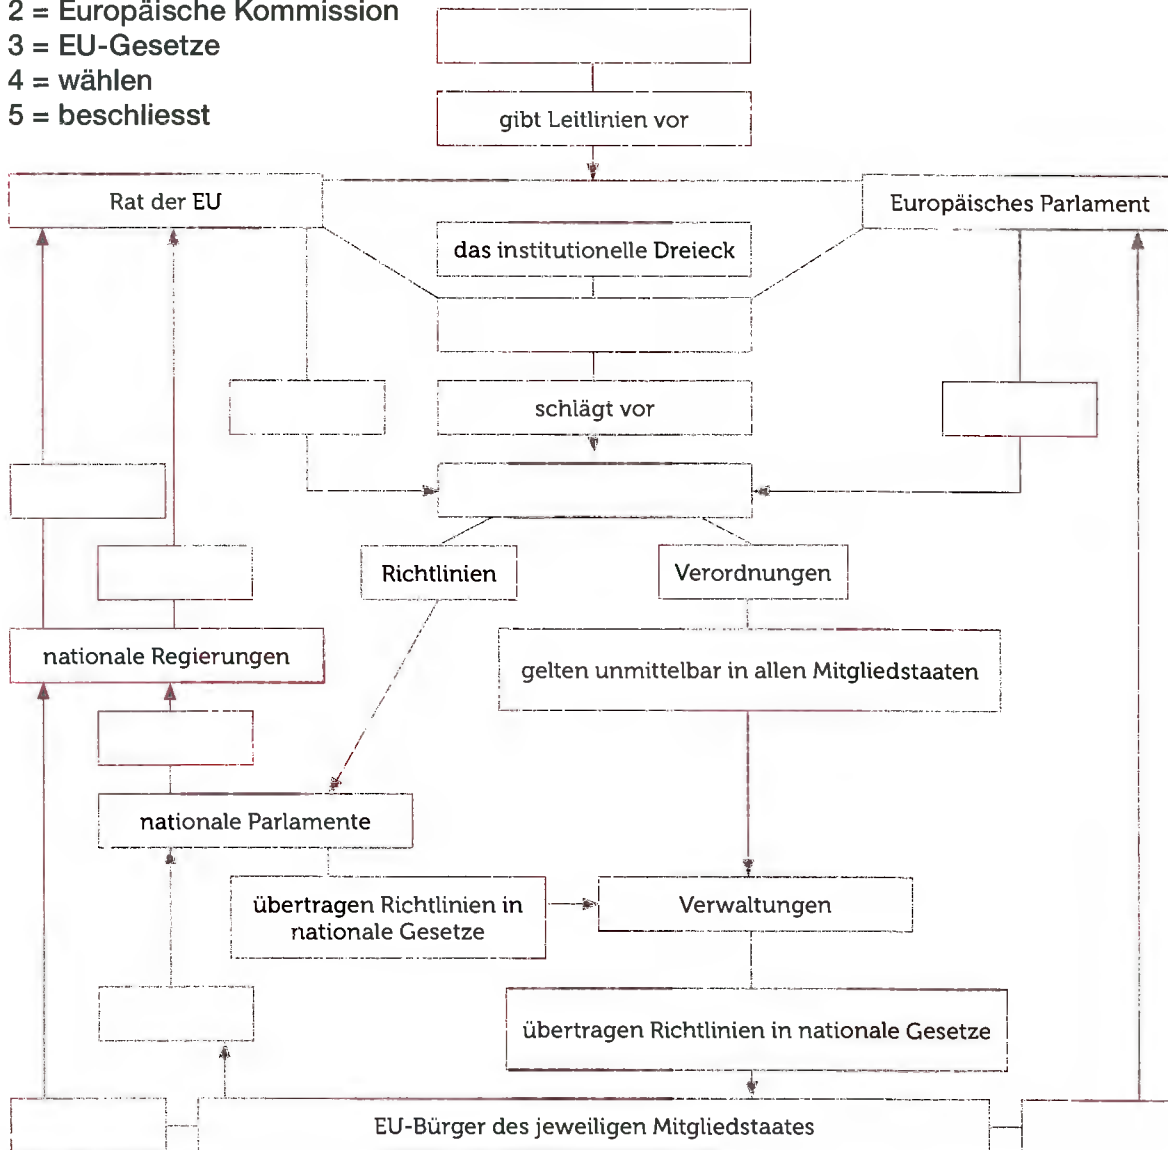 2 = Europäische Kommission
3 = EU-Gesetze
4 = wählen
5 = beschliesst
gibt Leitlinien vor
Rat der EU
Europäisches Parlament
das institutionelle Dreieck
schlägt vor
Richtlinien
Verordnungen
nationale Regierungen
gelten unmittelbar in allen Mitgliedstaaten
nationale Parlamente
übertragen Richtlinien in
nationale Gesetze
Verwaltungen
übertragen Richtlinien in nationale Gesetze
EU-Bürger des jeweiligen Mitgliedstaates